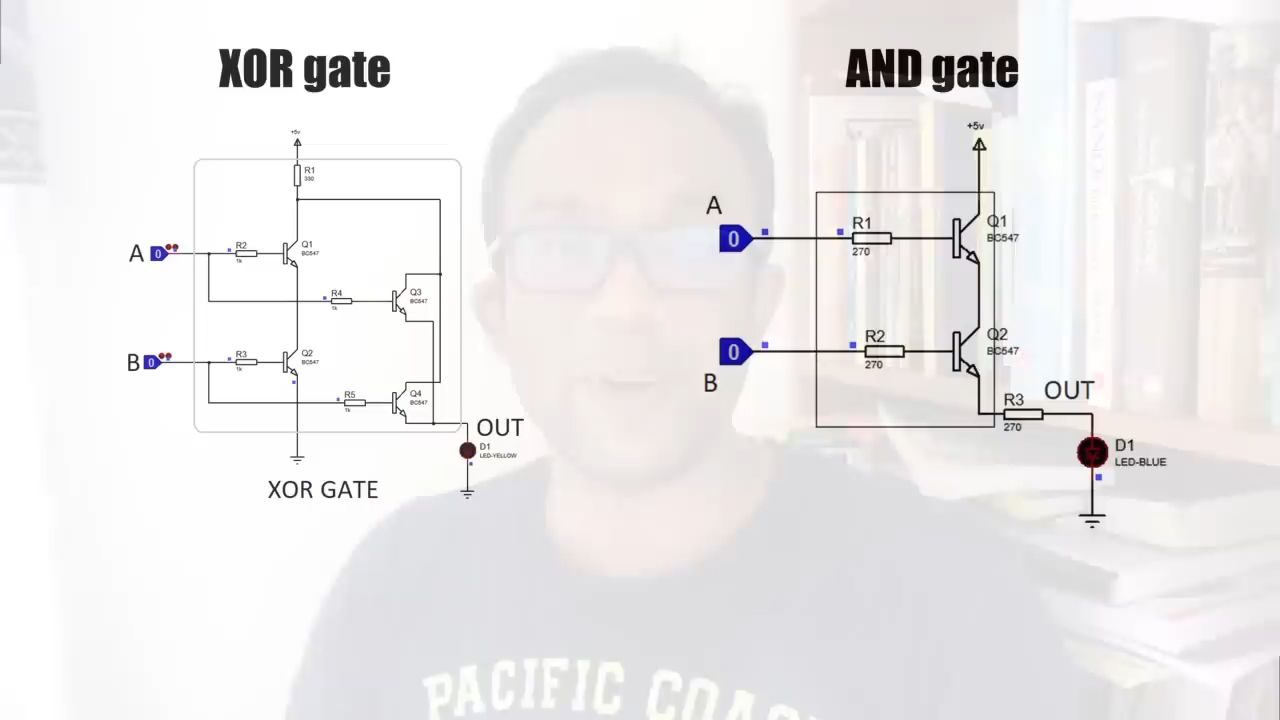 XOR gate
+5v
R1
330
A
0
R2
1k
Q1
BC547
R4
1k
Q3
BC547
B
0
R3
1k
Q2
BC547
R5
1k
Q4
BC547
OUT
D1
LED-YELLOW
XOR GATE
AND gate
+5v
A
0
R1
270
Q1
BC547
B
0
R2
270
Q2
BC547
R3
270
OUT
D1
LED-BLUE
PACIFIC COA